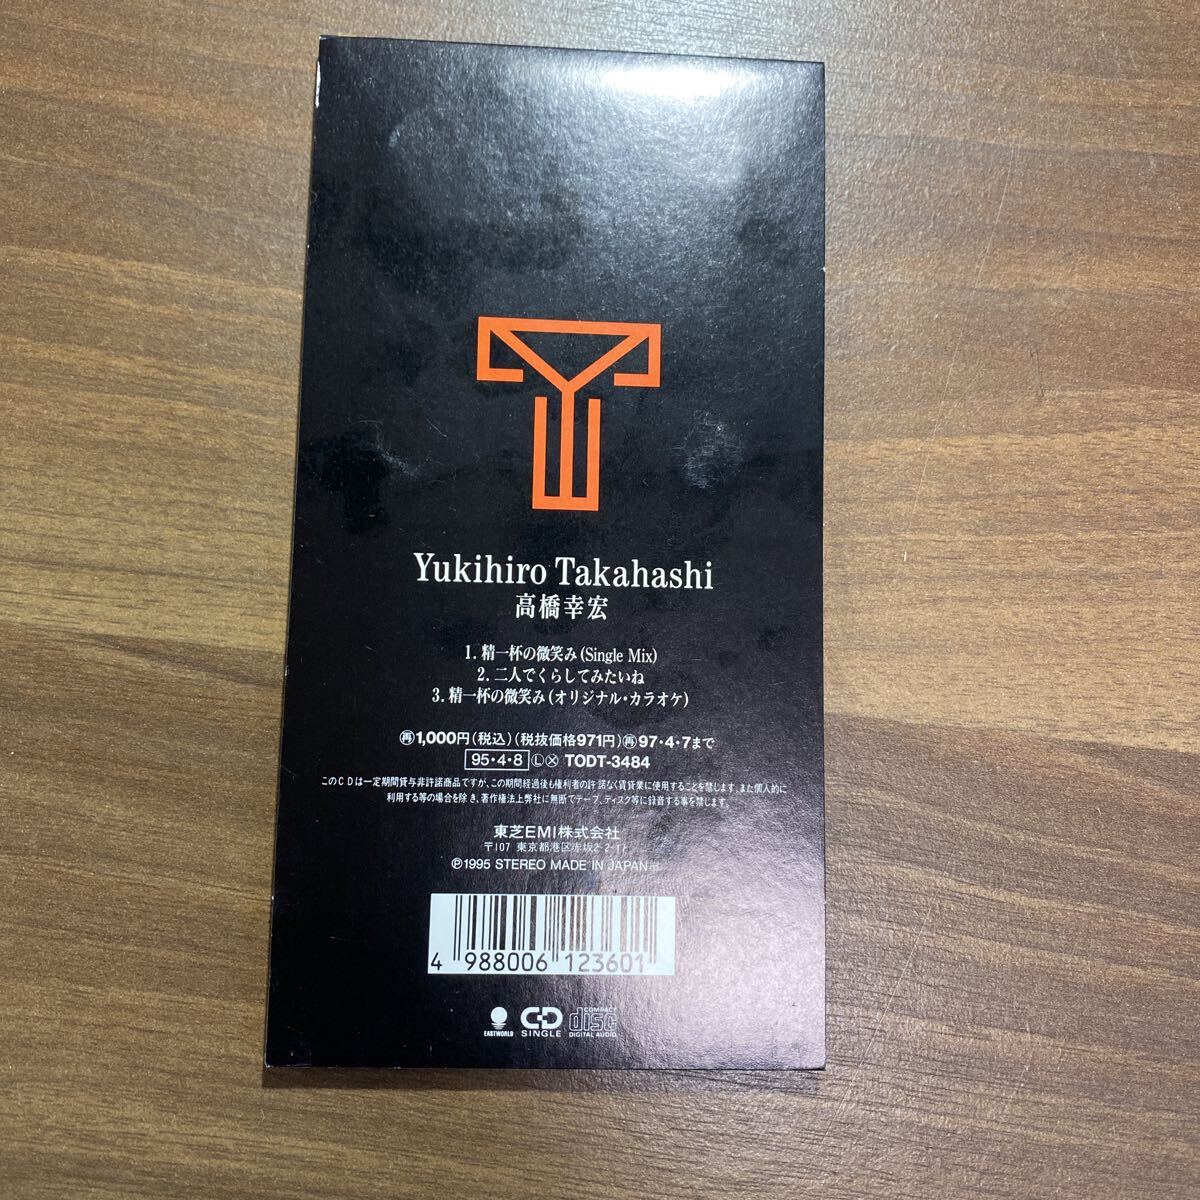 Yukihiro Takahashi
高橋幸宏
1. 精一杯の微笑み (Single Mix)
2. 二人でくらしてみたいね
3. 精一杯の微笑み (オリジナル・カラオケ)
㊢1,000円(税込)(税抜価格971円)㊢97・4・7まで
95・4・8 Ⓛ TODT-3484
このCDは一定期間貸与非許諾商品ですが、この期間経過後も権利者の許諾なく賃貸業に使用することを禁じます。また個人的に
利用する等の場合を除き、著作権法上弊社に無断でテープ、ディスク等に録音する事を禁じます。
東芝EMI株式会社
〒107 東京都港区赤坂2-2-17
Ⓟ1995 STEREO MADE IN JAPAN
4 988006 123601
EASTWORLD
CD SINGLE
COMPACT disc DIGITAL AUDIO